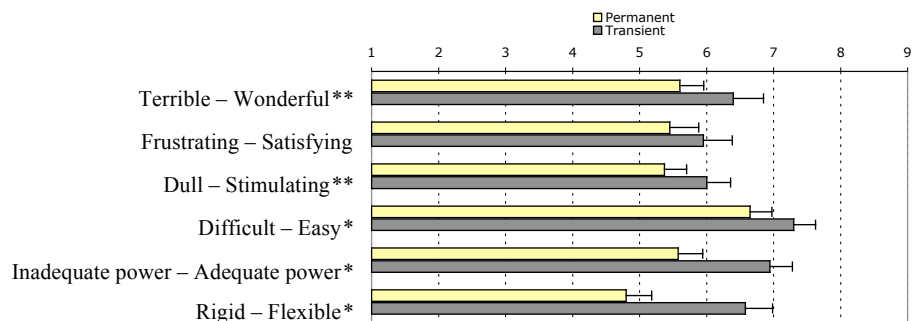 Permanent
Transient
1 2 3 4 5 6 7 8 9
Terrible – Wonderful**
Frustrating – Satisfying
Dull – Stimulating**
Difficult – Easy*
Inadequate power – Adequate power*
Rigid – Flexible*